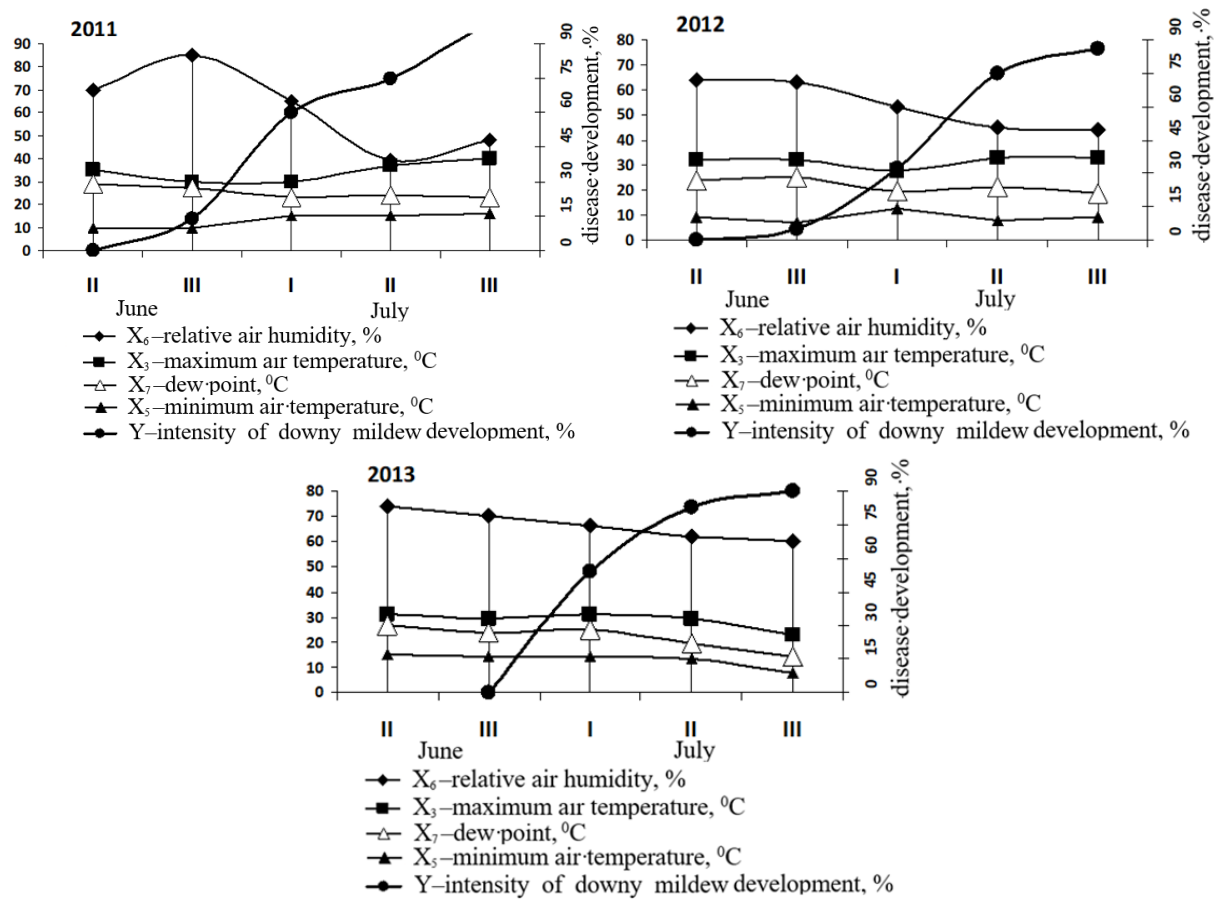 2011
90
80
70
60
50
40
30
20
10
0
90
75
60
45
30
15
0
disease·development,·%
II III I II III
June July
X₆–relative air humidity, %
X₃–maximum air temperature, ⁰C
X₇–dew·point, ⁰C
X₅–minimum air·temperature, ⁰C
Y–intensity of downy mildew development, %
2012
80
70
60
50
40
30
20
10
0
90
75
60
45
30
15
0
disease·development,·%
II III I II III
June July
X₆–relative air humidity, %
X₃–maximum air temperature, ⁰C
X₇–dew·point, ⁰C
X₅–minimum air·temperature, ⁰C
Y–intensity of downy mildew development, %
2013
80
70
60
50
40
30
20
10
0
90
75
60
45
30
15
0
disease·development,·%
II III I II III
June July
X₆–relative air humidity, %
X₃–maximum air temperature, ⁰C
X₇–dew·point, ⁰C
X₅–minimum air·temperature, ⁰C
Y–intensity of downy mildew development, %